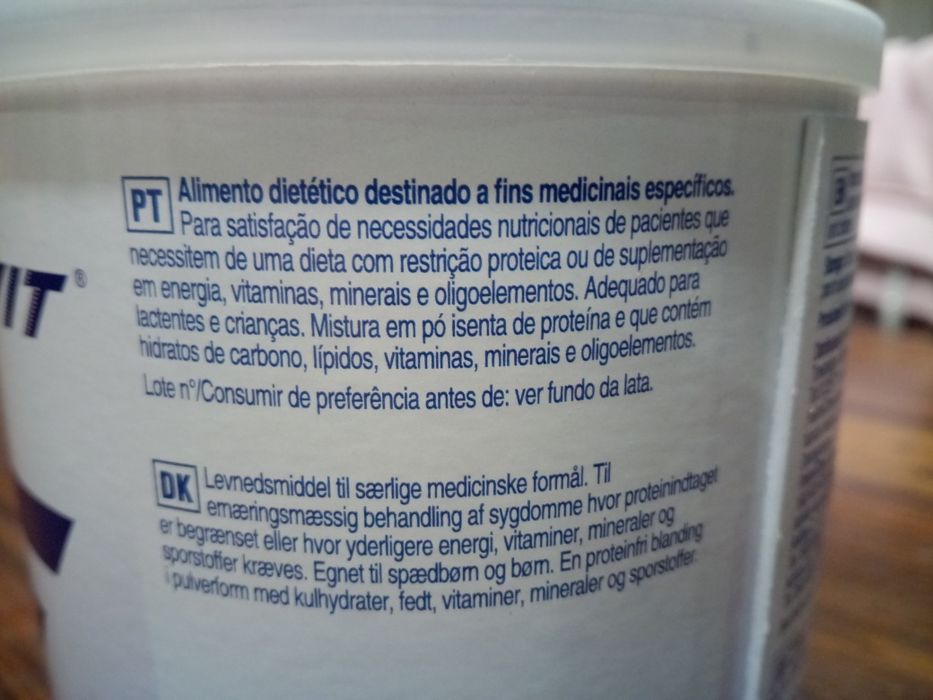 IT®
PT Alimento dietético destinado a fins medicinais específicos.
Para satisfação de necessidades nutricionais de pacientes que
necessitem de uma dieta com restrição proteica ou de suplementação
em energia, vitaminas, minerais e oligoelementos. Adequado para
lactentes e crianças. Mistura em pó isenta de proteína e que contém
hidratos de carbono, lípidos, vitaminas, minerais e oligoelementos.
Lote nº/Consumir de preferência antes de: ver fundo da lata.
DK Levnedsmiddel til særlige medicinske formål. Til
ernæringsmæssig behandling af sygdomme hvor proteinindtaget
er begrænset eller hvor yderligere energi, vitaminer, mineraler og
sporstoffer kræves. Egnet til spædbørn og børn. En proteinfri blanding
i pulverform med kulhydrater, fedt, vitaminer, mineraler og sporstoffer.